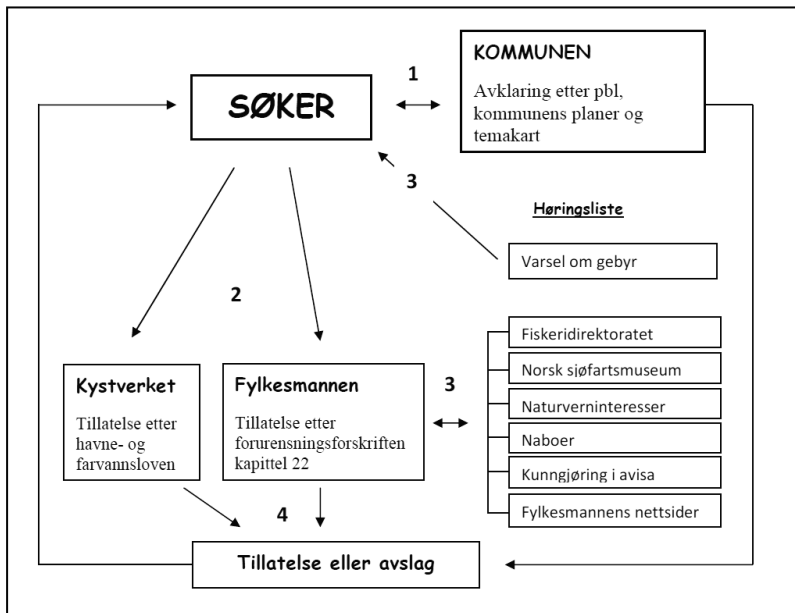 KOMMUNEN
Avklaring etter pbl,
kommunens planer og
temakart
1
SØKER
3
Høringsliste
Varsel om gebyr
2
Kystverket
Tillatelse etter
havne- og
farvannsloven
Fylkesmannen
Tillatelse etter
forurensningsforskriften
kapittel 22
3
Fiskeridirektoratet
Norsk sjøfartsmuseum
Naturverninteresser
Naboer
Kunngjøring i avisa
Fylkesmannens nettsider
4
Tillatelse eller avslag